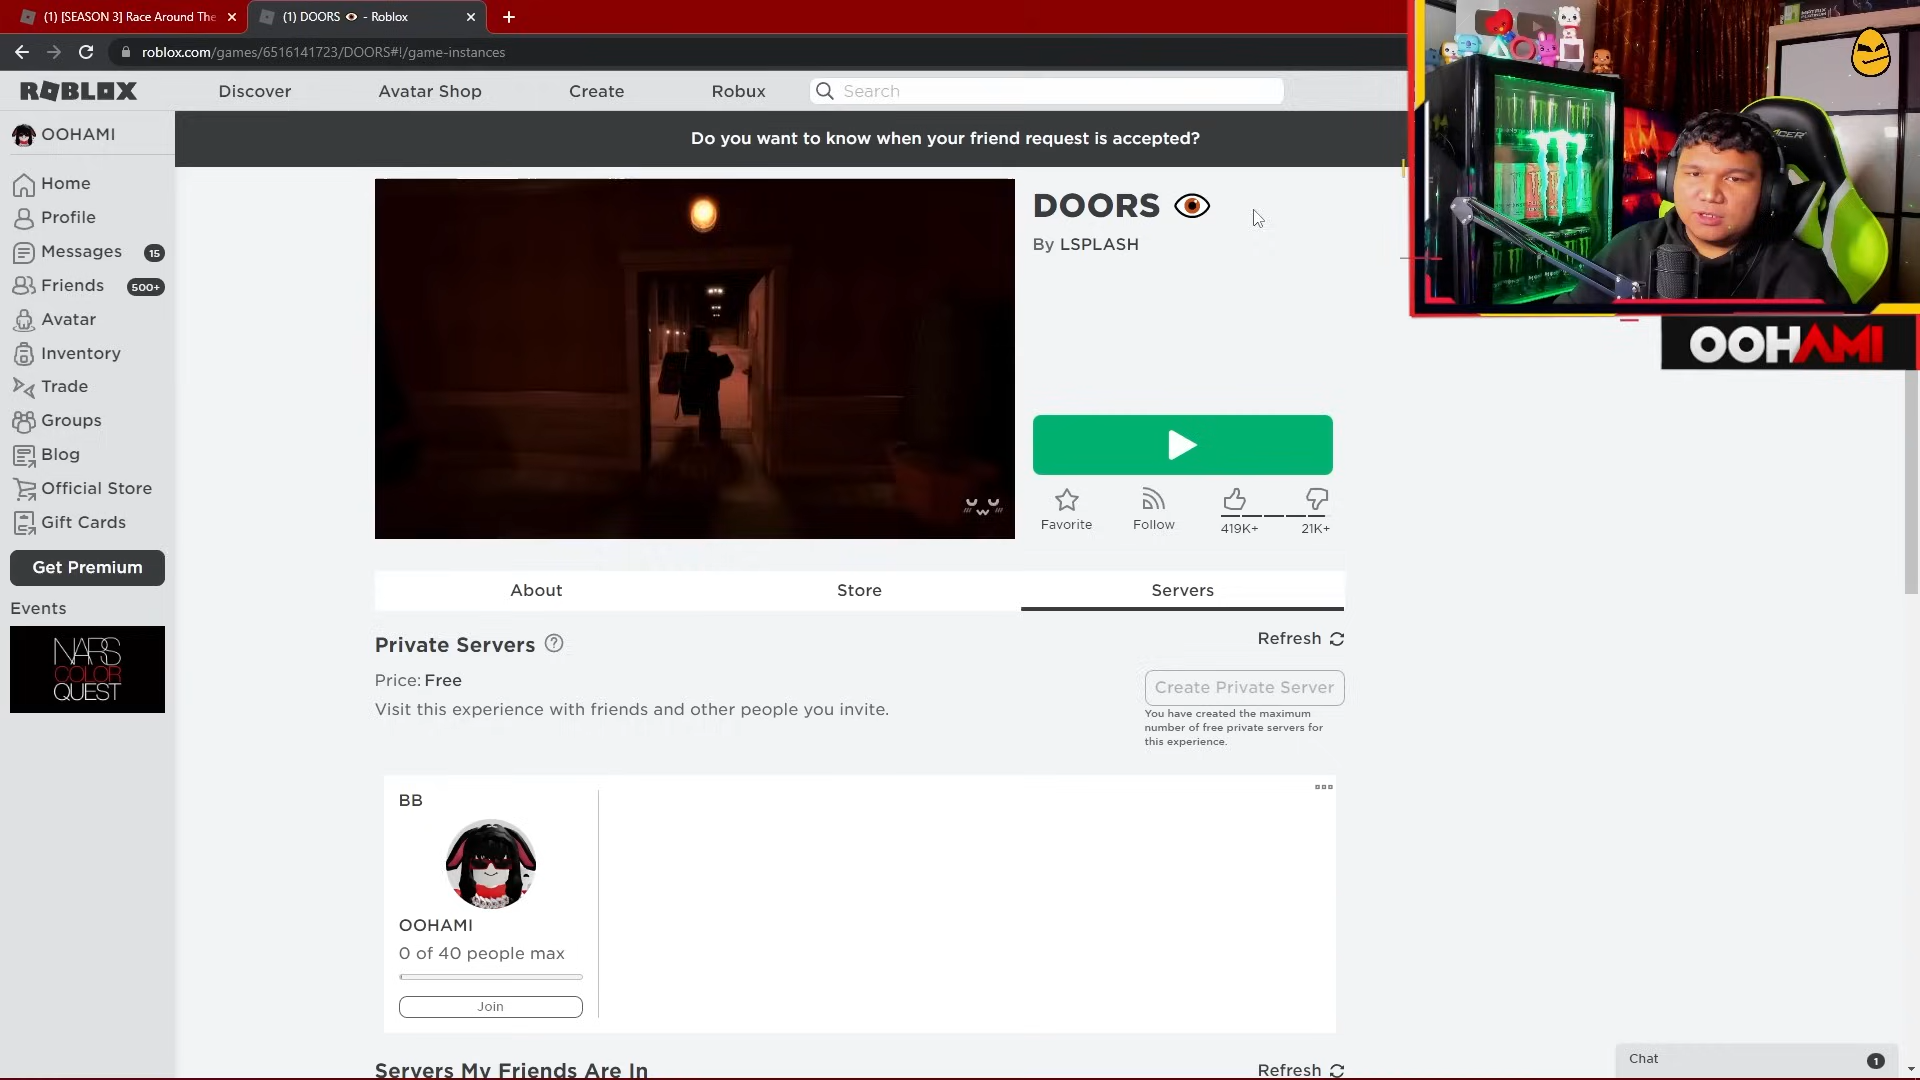 (1) [SEASON 3] Race Around The
(1) DOORS 👁 - Roblox
roblox.com/games/6516141723/DOORS#!/game-instances
ROBLOX
Discover
Avatar Shop
Create
Robux
Search
OOHAMI
Do you want to know when your friend request is accepted?
Home
Profile
Messages 15
Friends 500+
Avatar
Inventory
Trade
Groups
Blog
Official Store
Gift Cards
Get Premium
Events
NARS
COLOR
QUEST
DOORS 👁
By LSPLASH
ACER
OOHAMI
Favorite
Follow
419K+
21K+
About
Store
Servers
Private Servers
Refresh
Price: Free
Create Private Server
Visit this experience with friends and other people you invite.
You have created the maximum
number of free private servers for
this experience.
BB
OOHAMI
0 of 40 people max
Join
Servers My Friends Are In
Refresh
Chat
1